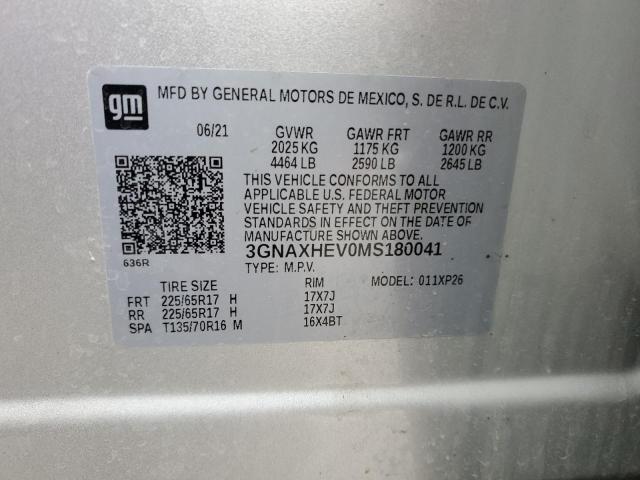 gm MFD BY GENERAL MOTORS DE MEXICO, S. DE R.L. DE C.V.
06/21 GVWR GAWR FRT GAWR RR
2025 KG 1175 KG 1200 KG
4464 LB 2590 LB 2645 LB
THIS VEHICLE CONFORMS TO ALL
APPLICABLE U.S. FEDERAL MOTOR
VEHICLE SAFETY AND THEFT PREVENTION
STANDARDS IN EFFECT ON THE DATE OF
MANUFACTURE SHOWN ABOVE.
636R 3GNAXHEV0MS180041
TYPE: M.P.V.
TIRE SIZE RIM MODEL: 011XP26
FRT 225/65R17 H 17X7J
RR 225/65R17 H 17X7J
SPA T135/70R16 M 16X4BT